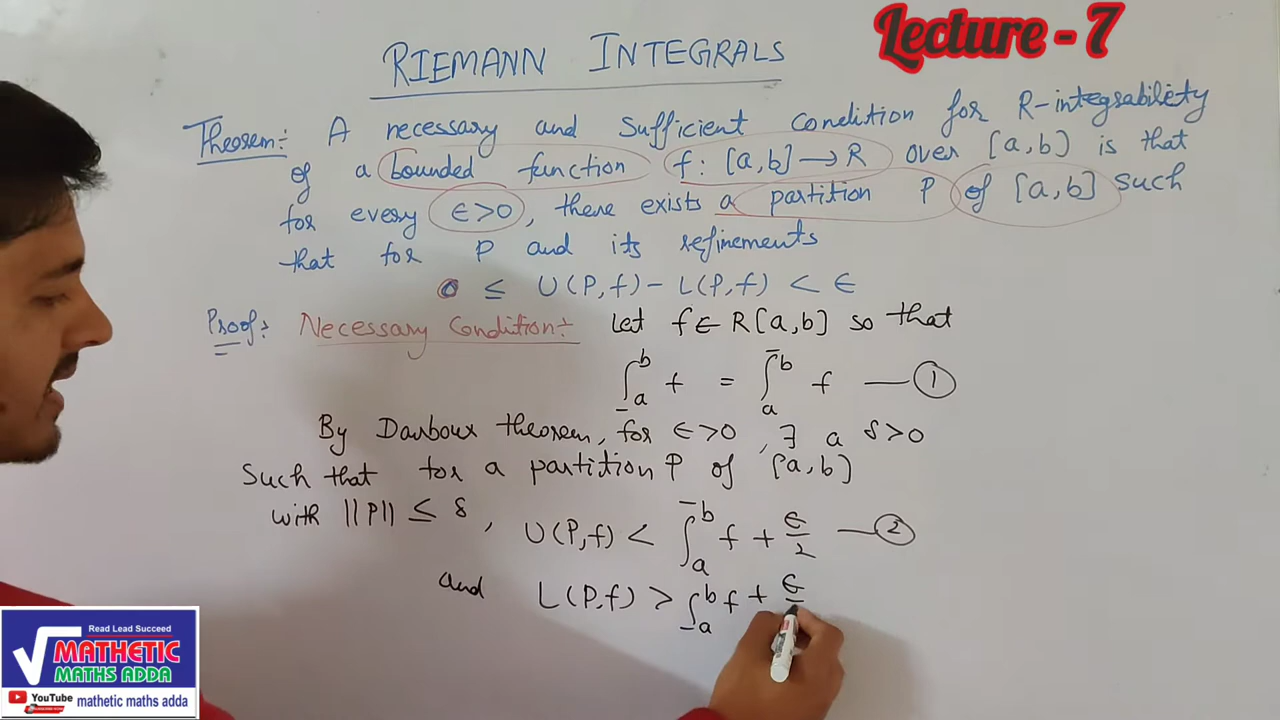 Lecture - 7
RIEMANN INTEGRALS
Theorem:- A necessary and Sufficient Condition for R-integrability
of a bounded function f: [a,b] → R over [a,b] is that
for every ϵ>0, there exists a partition P of [a,b] such
that for P and its refinements
0 ≤ U(P,f) - L(P,f) < ϵ
Proof:- Necessary Condition:- Let f ∈ R[a,b] so that
∫_a^b f = ∫_a^b f — ①
By Darboux theorem, for ϵ>0, ∃ a δ>0
Such that for a partition P of [a,b]
with ||P|| ≤ δ, U(P,f) < ∫_a^b f + ϵ/2 — ②
and L(P,f) > ∫_a^b f + ϵ
Read Lead Succeed
MATHETIC
MATHS ADDA
YouTube mathetic maths adda